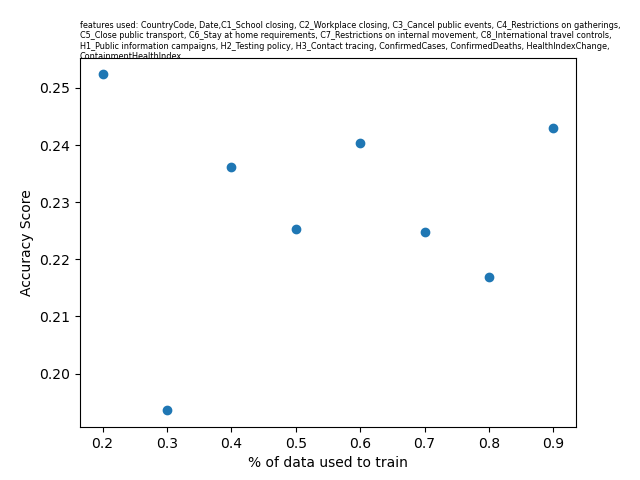 features used: CountryCode, Date,C1_School closing, C2_Workplace closing, C3_Cancel public events, C4_Restrictions on gatherings,
C5_Close public transport, C6_Stay at home requirements, C7_Restrictions on internal movement, C8_International travel controls,
H1_Public information campaigns, H2_Testing policy, H3_Contact tracing, ConfirmedCases, ConfirmedDeaths, HealthIndexChange,
ContainmentHealthIndex
0.25
0.24
0.23
0.22
0.21
0.20
Accuracy Score
0.2 0.3 0.4 0.5 0.6 0.7 0.8 0.9
% of data used to train